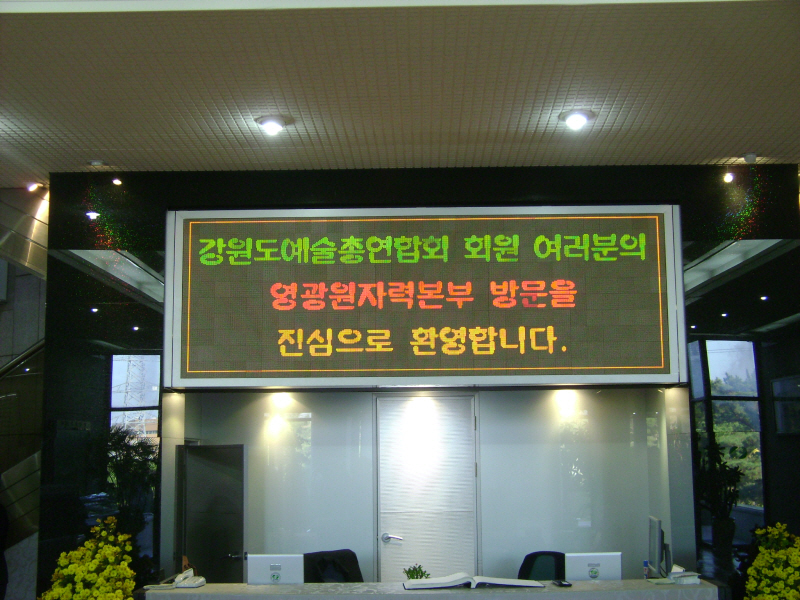 강원도예술총연합회 회원 여러분의
영광원자력본부 방문을
진심으로 환영합니다.